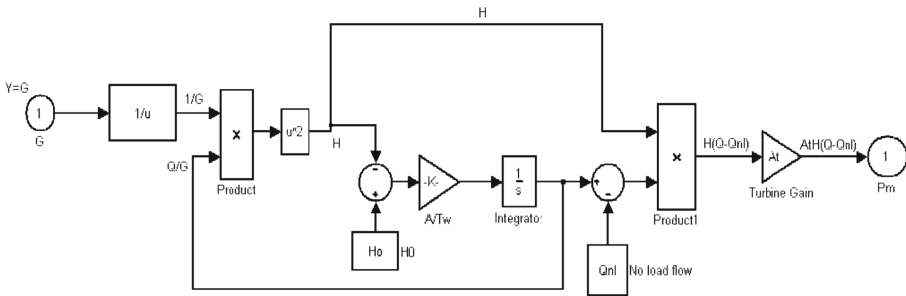 H
Y=G
1
G
1/u
1/G
Q/G
×
Product
u^2
H
-K-
A/Tw
1
s
Integrator
Ho
H0
Qnl
No load flow
×
Product1
H(Q-Qnl)
At
Turbine Gain
AtH(Q-Qnl)
1
Pm